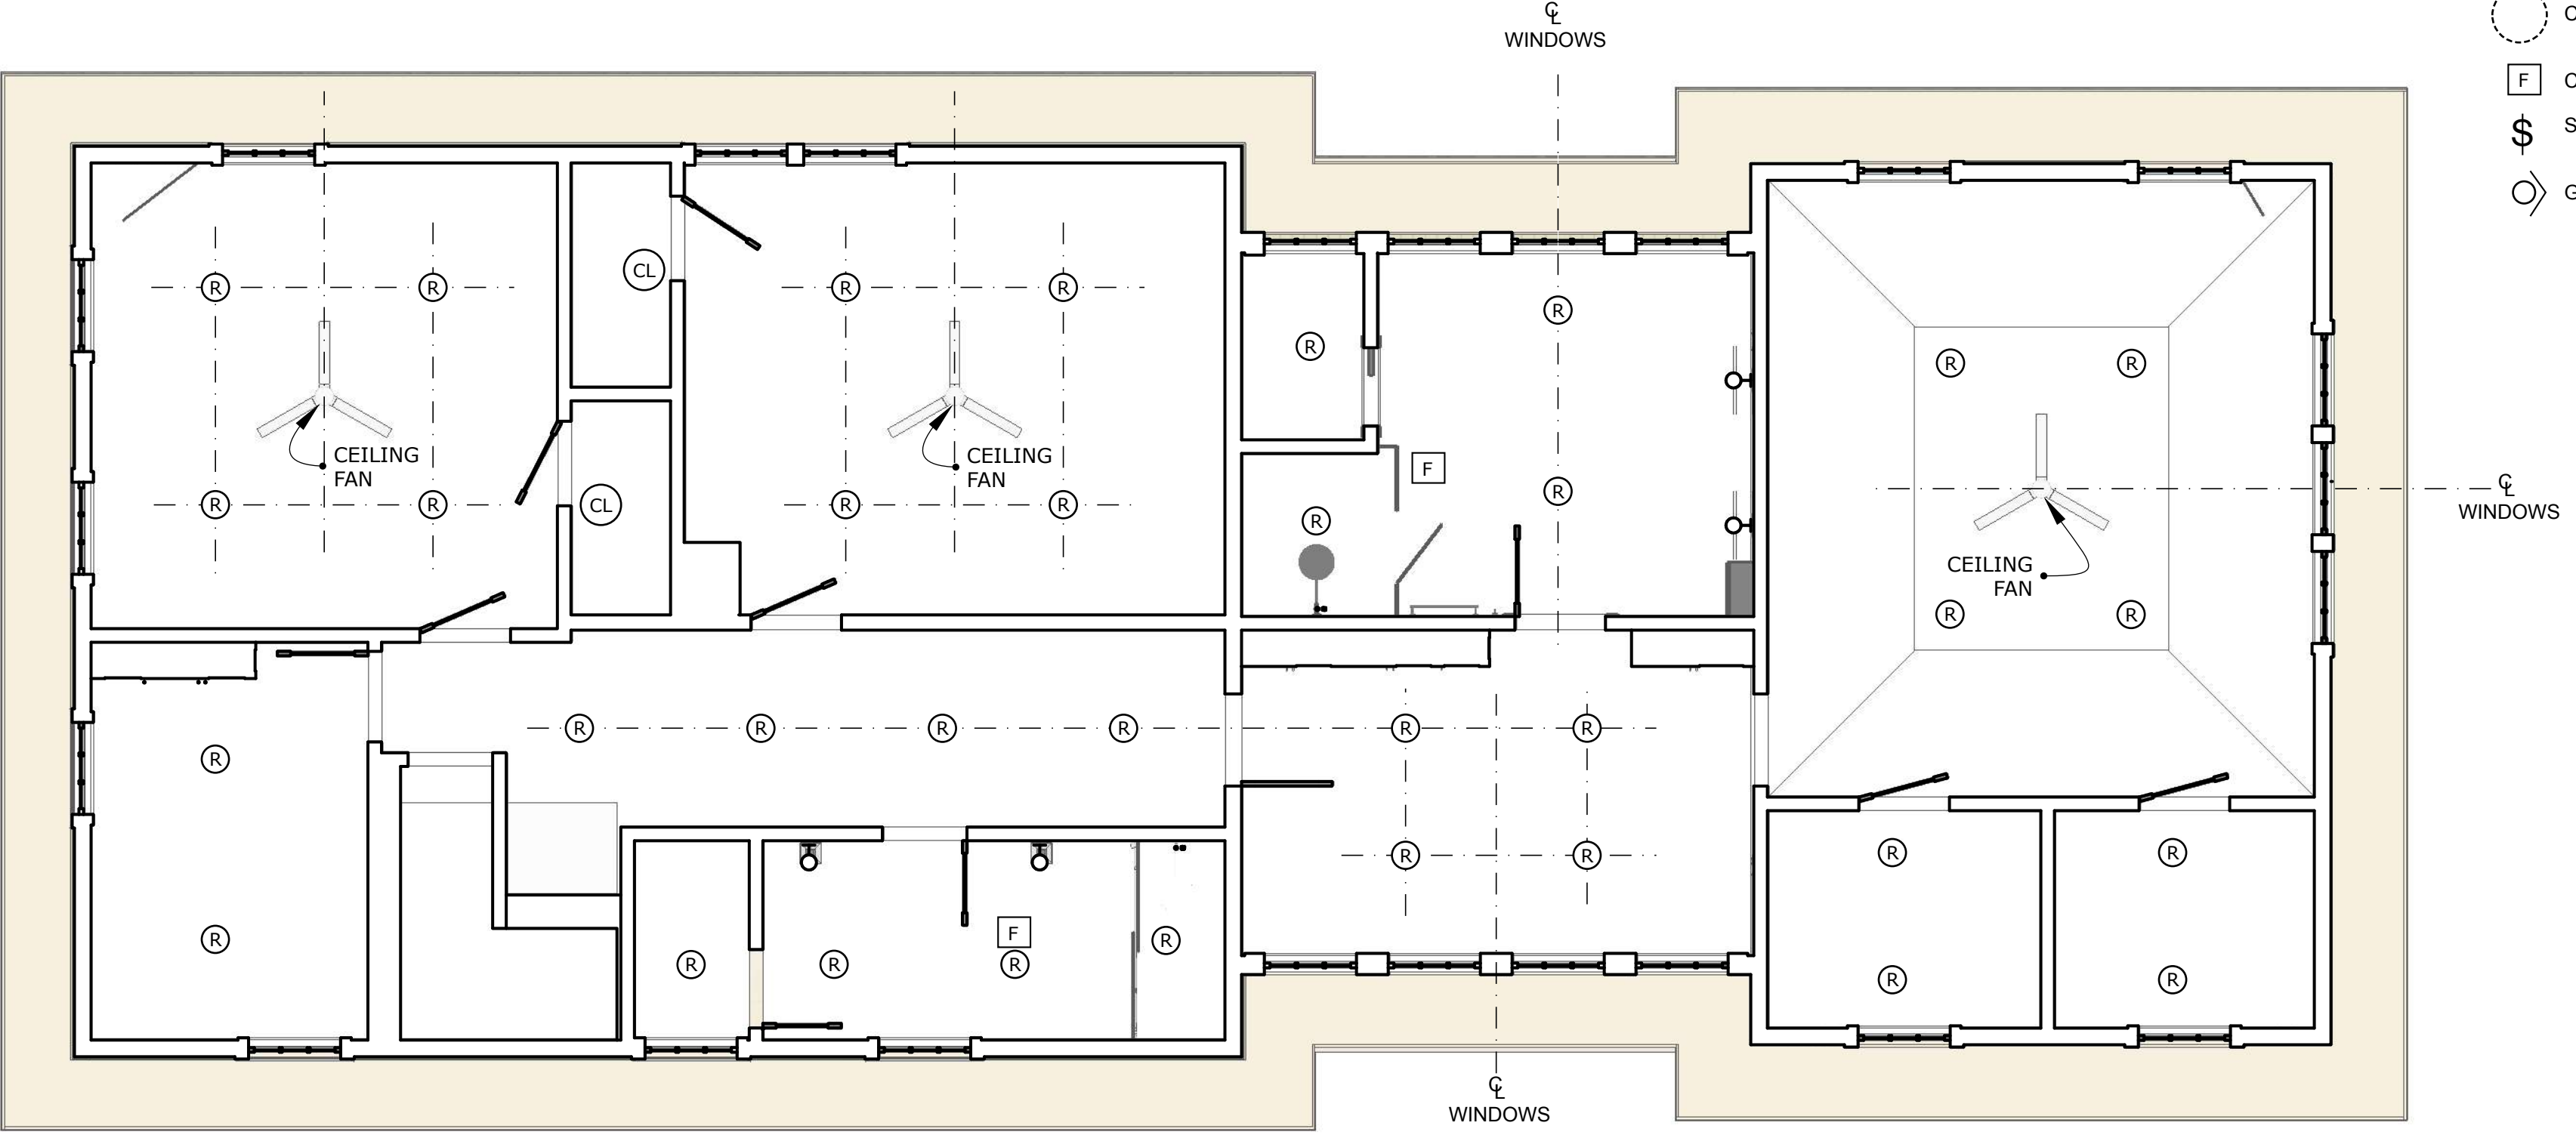 ℄
WINDOWS
C
F C
$ S
G
CL
R R R R
R
R
R R
CEILING
FAN
CEILING
FAN
F
℄
WINDOWS
R
R R CL R R
R
CEILING
FAN
R R
R R R R R R
R
R R
R R
F
R R
R R R
R R
℄
WINDOWS